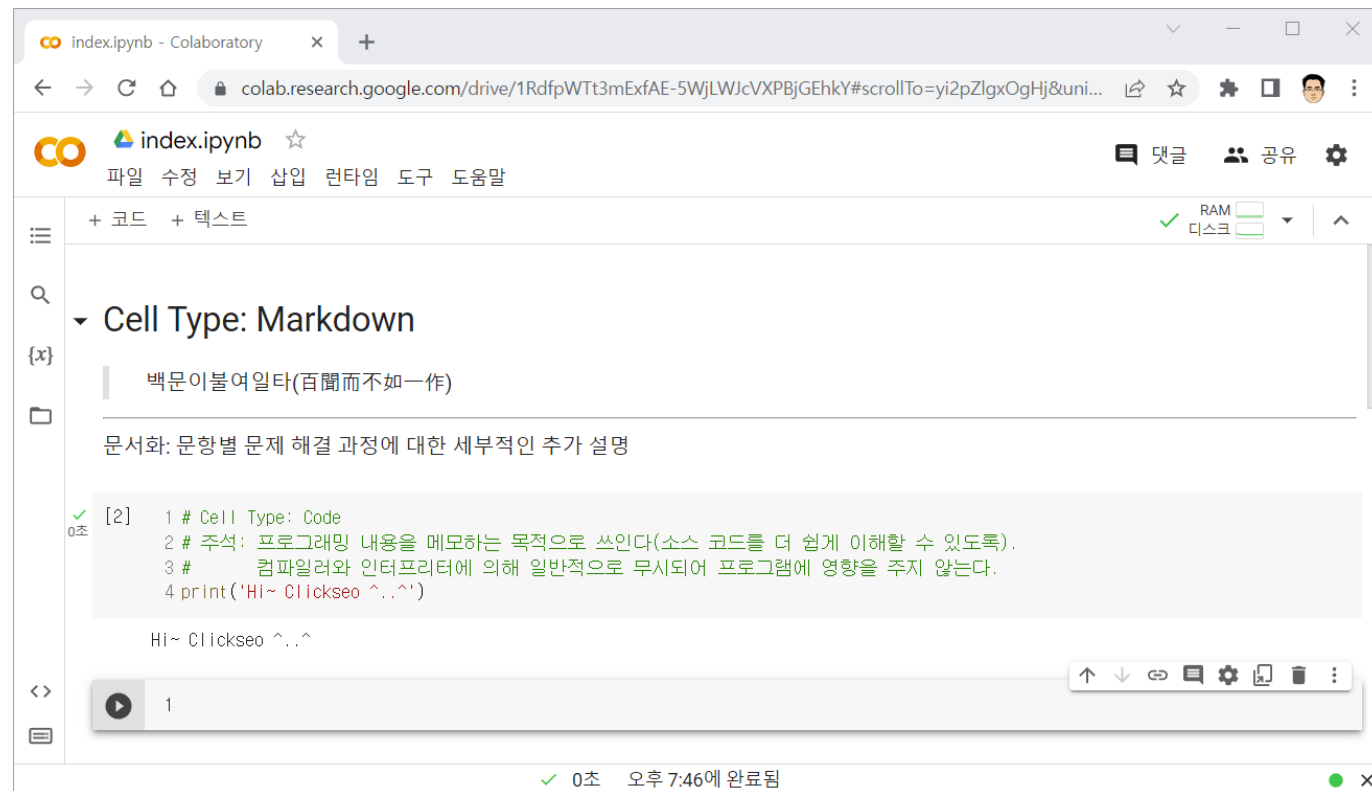 index.ipynb - Colaboratory
colab.research.google.com/drive/1RdfpWTt3mExfAE-5WjLWJcVXPBjGEhkY#scrollTo=yi2pZlgxOgHj&uni...
CO index.ipynb
댓글 공유
파일 수정 보기 삽입 런타임 도구 도움말
+ 코드 + 텍스트
RAM
디스크
Cell Type: Markdown
{x}
백문이불여일타(百聞而不如一作)
문서화: 문항별 문제 해결 과정에 대한 세부적인 추가 설명
[2] 1 # Cell Type: Code
0초
2 # 주석: 프로그래밍 내용을 메모하는 목적으로 쓰인다(소스 코드를 더 쉽게 이해할 수 있도록).
3 # 컴파일러와 인터프리터에 의해 일반적으로 무시되어 프로그램에 영향을 주지 않는다.
4 print('Hi~ Clickseo ^..^')
Hi~ Clickseo ^..^
1
0초 오후 7:46에 완료됨